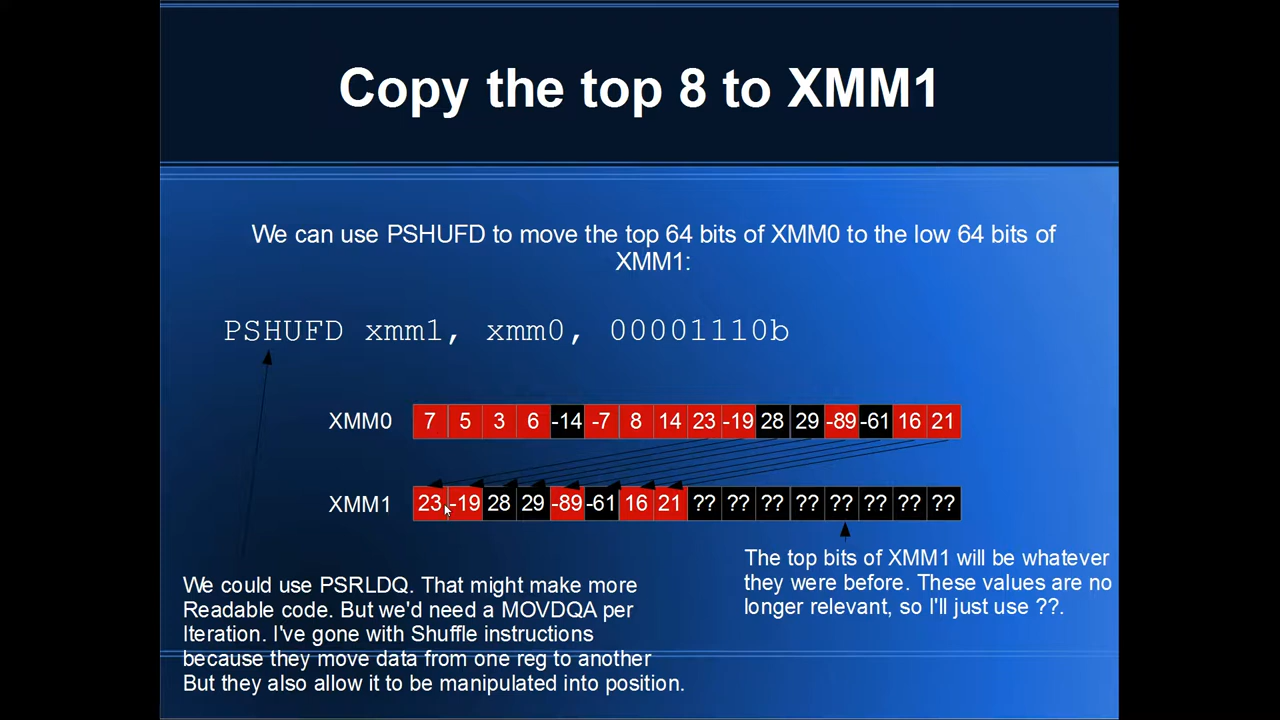 Copy the top 8 to XMM1
We can use PSHUFD to move the top 64 bits of XMM0 to the low 64 bits of
XMM1:
PSHUFD xmm1, xmm0, 00001110b
XMM0 7 5 3 6 -14 -7 8 14 23 -19 28 29 -89 -61 16 21
XMM1 23 -19 28 29 -89 -61 16 21 ?? ?? ?? ?? ?? ?? ?? ??
We could use PSRLDQ. That might make more
Readable code. But we'd need a MOVDQA per
Iteration. I've gone with Shuffle instructions
because they move data from one reg to another
But they also allow it to be manipulated into position.
The top bits of XMM1 will be whatever
they were before. These values are no
longer relevant, so I'll just use ??.